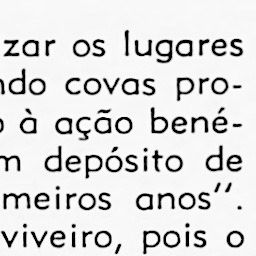 zar os lugares
ndo covas pro-
o à ação bené-
m depósito de
meiros anos".
viveiro, pois o